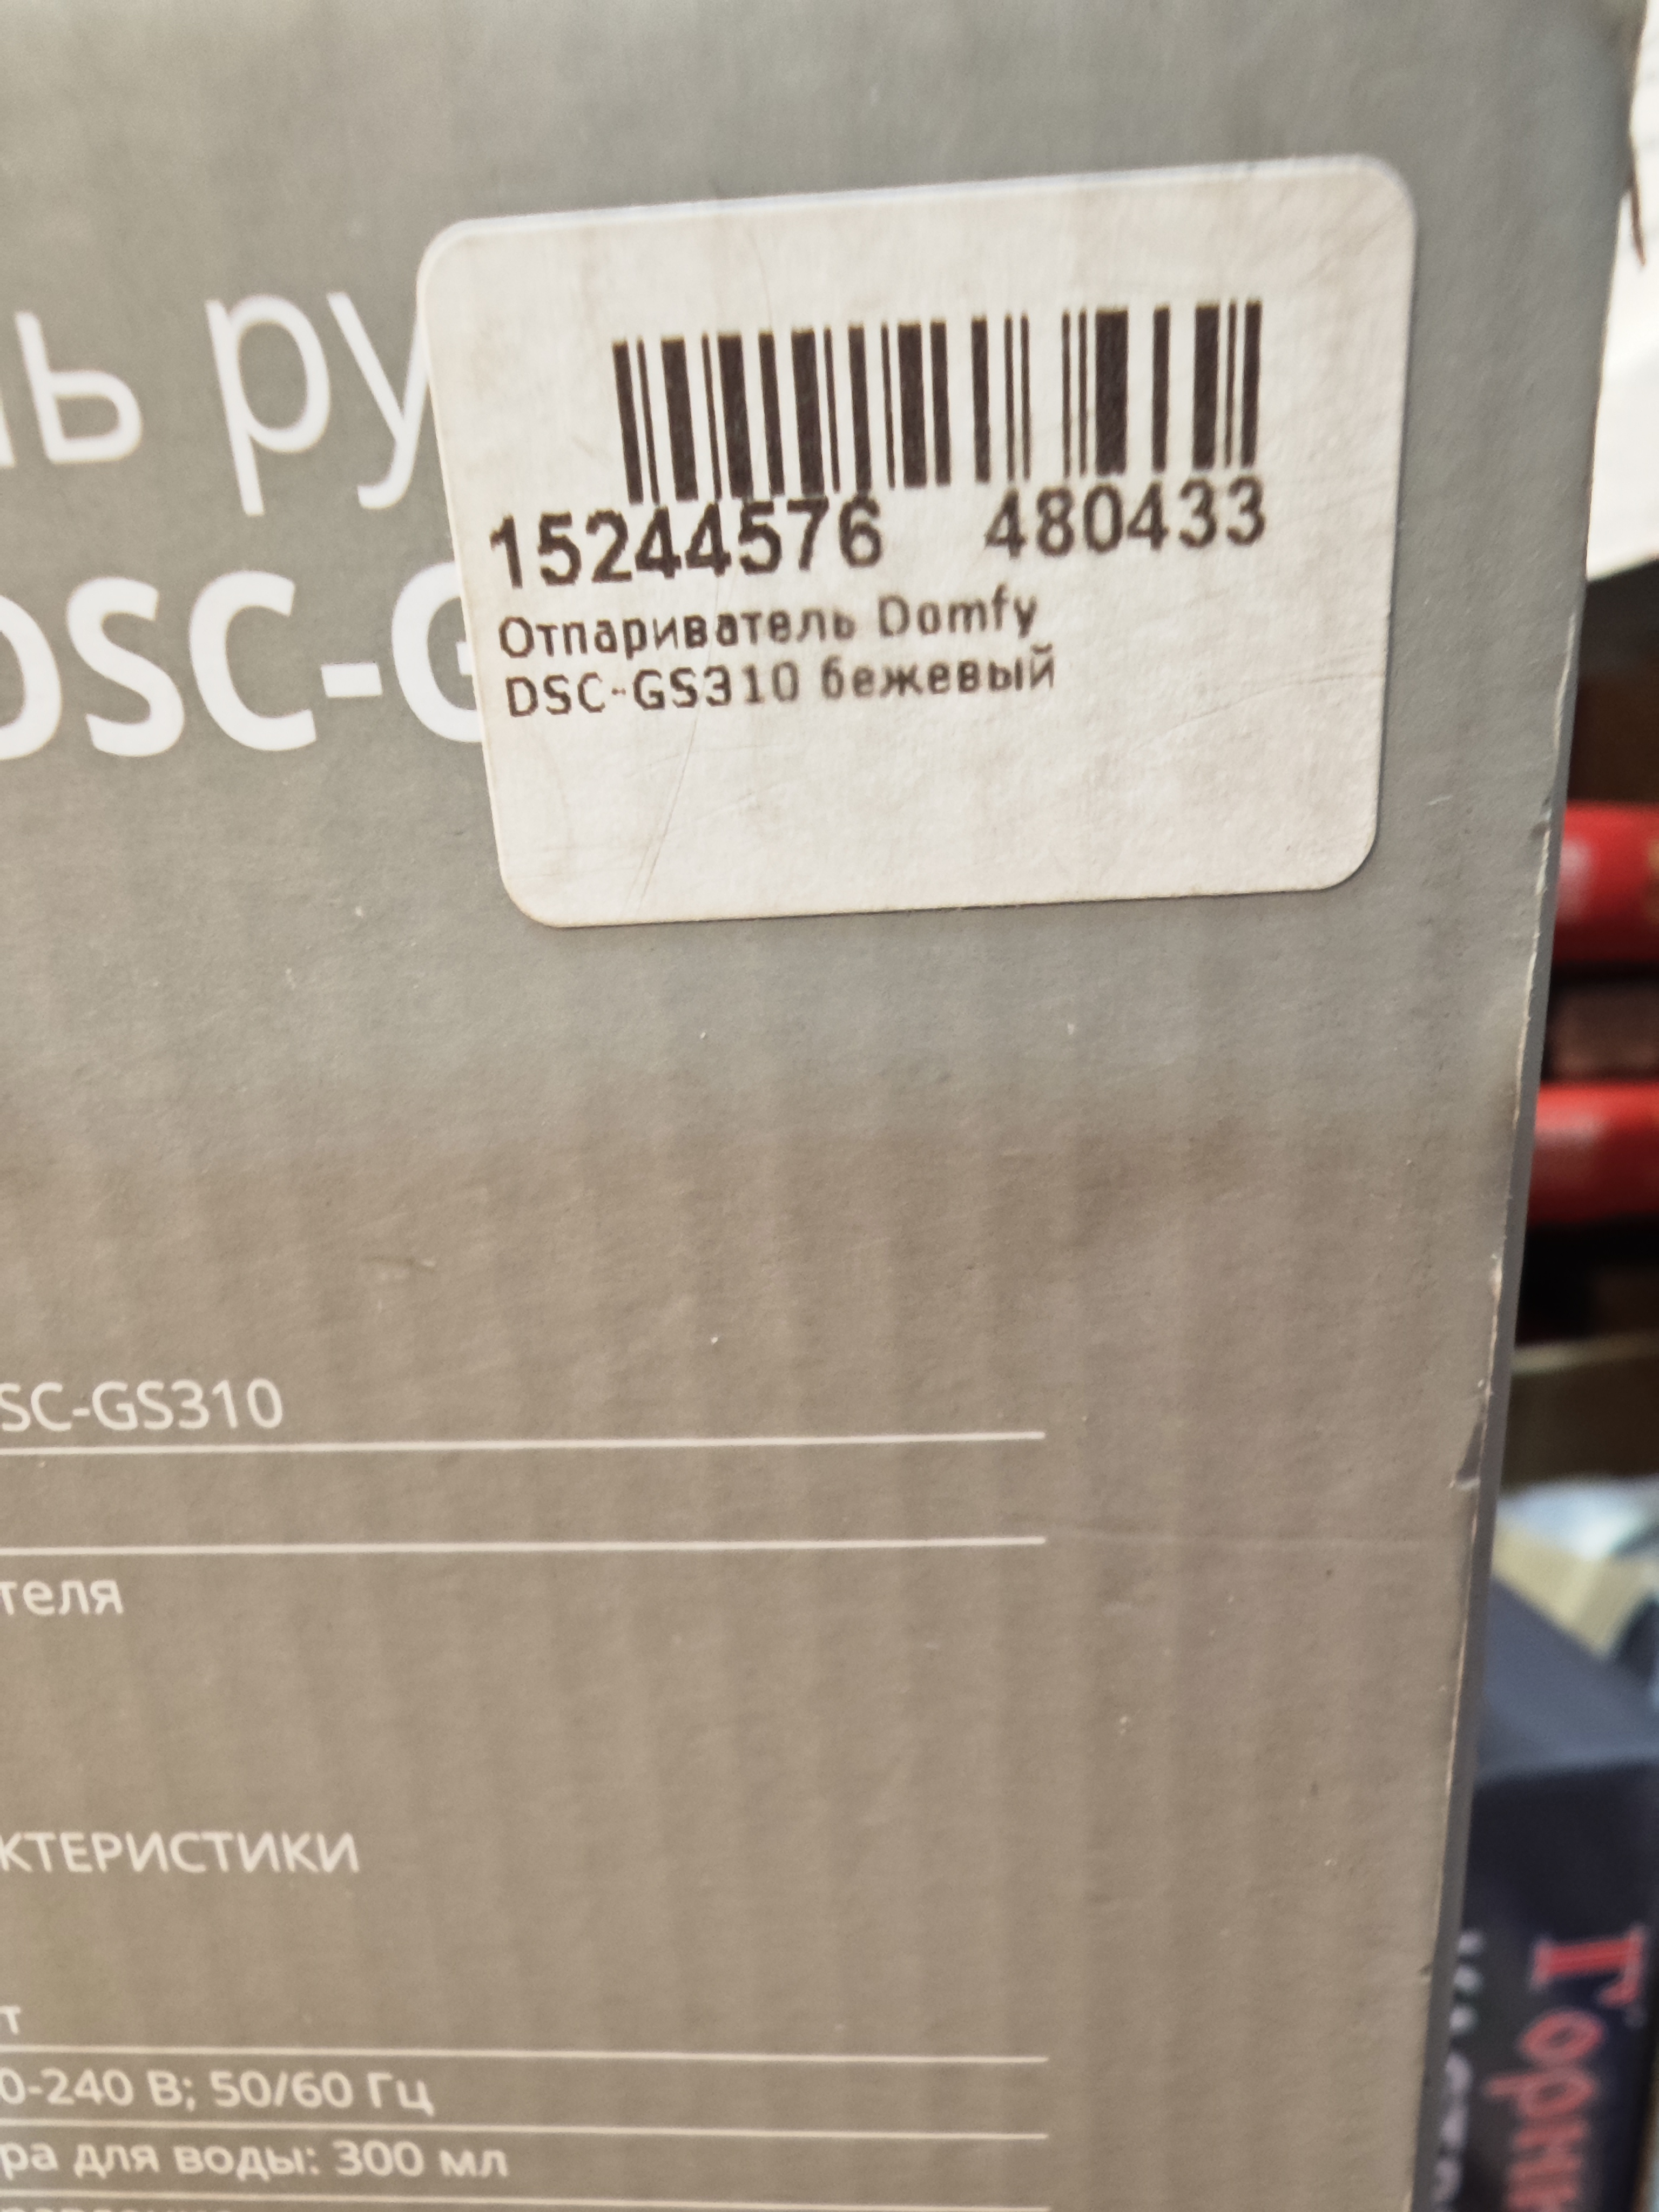 ль ру
DSC-G
15244576 480433
Отпариватель Domfy
DSC-GS310 бежевый
SC-GS310
теля
КТЕРИСТИКИ
т
0-240 В; 50/60 Гц
ра для воды: 300 мл
Горни